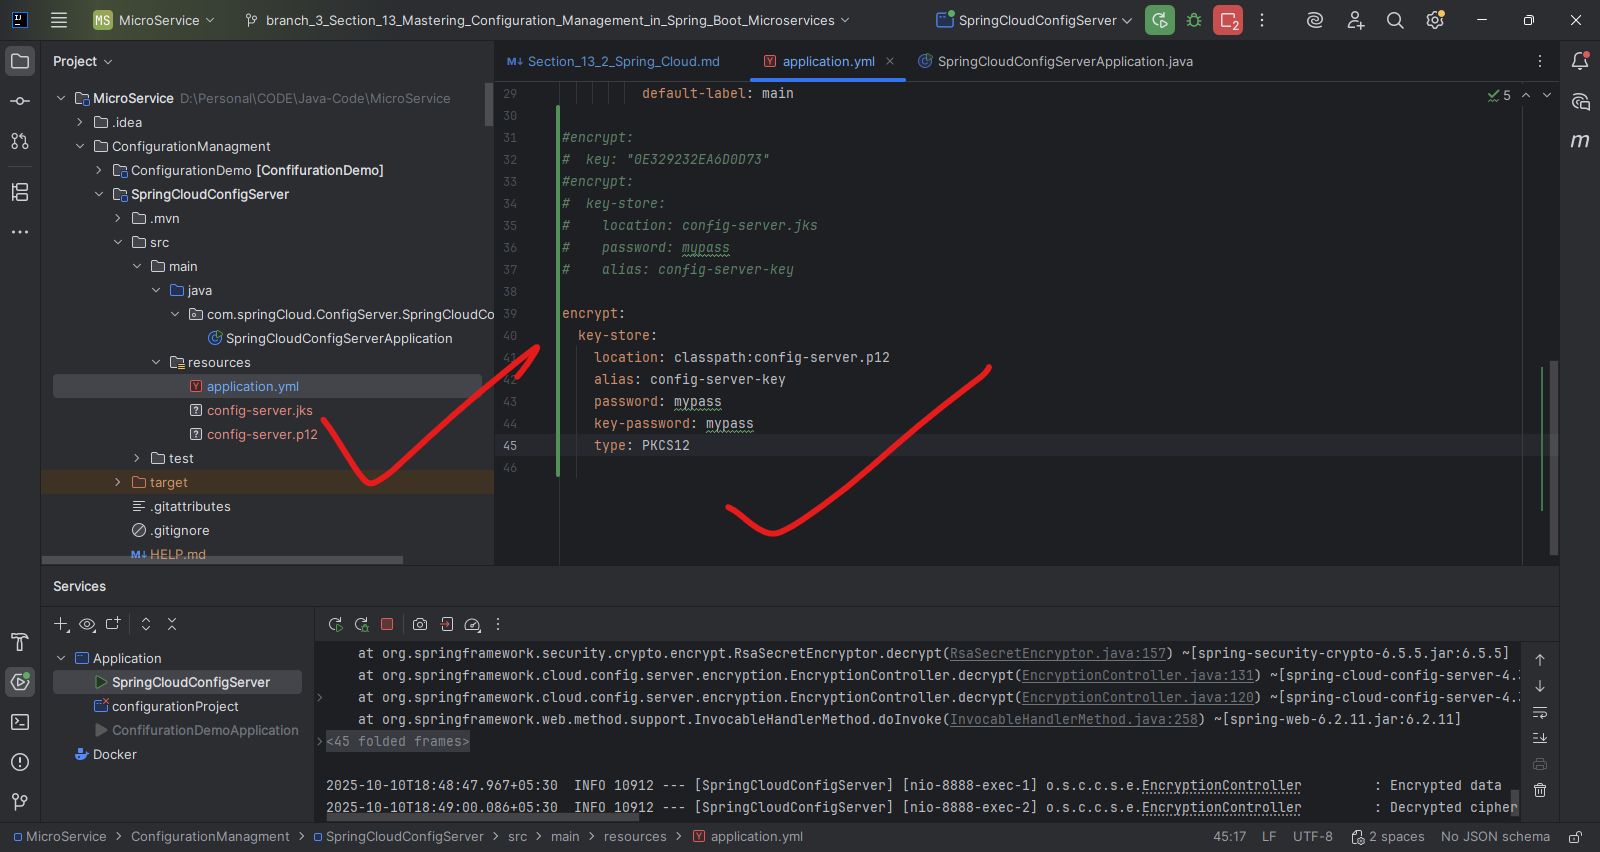 MS MicroService branch_3_Section_13_Mastering_Configuration_Management_in_Spring_Boot_Microservices SpringCloudConfigServer 2
Project
MicroService D:\Personal\CODE\Java-Code\MicroService
.idea
ConfigurationManagment
ConfigurationDemo [ConfifurationDemo]
SpringCloudConfigServer
.mvn
src
main
java
com.springCloud.ConfigServer.SpringCloudCo
SpringCloudConfigServerApplication
resources
application.yml
config-server.jks
config-server.p12
test
target
.gitattributes
.gitignore
M↓ HELP.md
M↓ Section_13_2_Spring_Cloud.md application.yml SpringCloudConfigServerApplication.java
5
29 default-label: main
30
31 #encrypt:
32 #  key: "0E329232EA6D0D73"
33 #encrypt:
34 #  key-store:
35 #    location: config-server.jks
36 #    password: mypass
37 #    alias: config-server-key
38
39 encrypt:
40   key-store:
41     location: classpath:config-server.p12
42     alias: config-server-key
43     password: mypass
44     key-password: mypass
45     type: PKCS12
46
Services
Application
SpringCloudConfigServer
configurationProject
ConfifurationDemoApplication
Docker
at org.springframework.security.crypto.encrypt.RsaSecretEncryptor.decrypt(RsaSecretEncryptor.java:157) ~[spring-security-crypto-6.5.5.jar:6.5.5]
at org.springframework.cloud.config.server.encryption.EncryptionController.decrypt(EncryptionController.java:131) ~[spring-cloud-config-server-4.3
at org.springframework.cloud.config.server.encryption.EncryptionController.decrypt(EncryptionController.java:120) ~[spring-cloud-config-server-4.3
at org.springframework.web.method.support.InvocableHandlerMethod.doInvoke(InvocableHandlerMethod.java:258) ~[spring-web-6.2.11.jar:6.2.11]
<45 folded frames>
2025-10-10T18:48:47.967+05:30  INFO 10912 --- [SpringCloudConfigServer] [nio-8888-exec-1] o.s.c.c.s.e.EncryptionController : Encrypted data
2025-10-10T18:49:00.086+05:30  INFO 10912 --- [SpringCloudConfigServer] [nio-8888-exec-2] o.s.c.c.s.e.EncryptionController : Decrypted cipher
MicroService > ConfigurationManagment > SpringCloudConfigServer > src > main > resources > application.yml 45:17 LF UTF-8 2 spaces No JSON schema